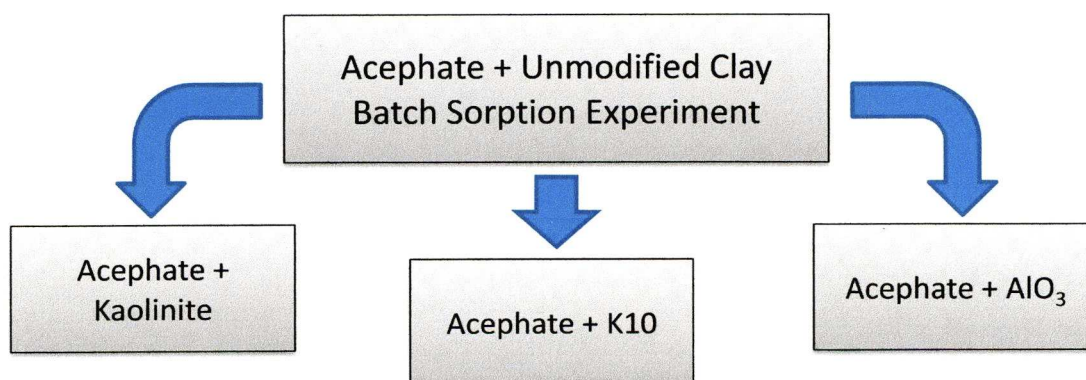 Acephate + Unmodified Clay
Batch Sorption Experiment
Acephate +
Kaolinite
Acephate + K10
Acephate + AlO₃